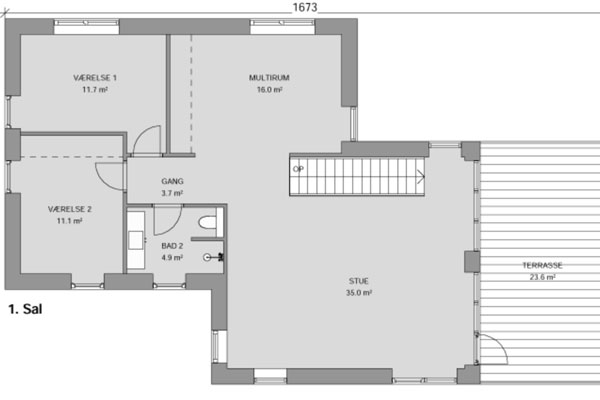 1673
VÆRELSE 1
11.7 m²
MULTIRUM
16.0 m²
OP
GANG
3.7 m²
VÆRELSE 2
11.1 m²
BAD 2
4.9 m²
TERRASSE
23.6 m²
STUE
35.0 m²
1. Sal